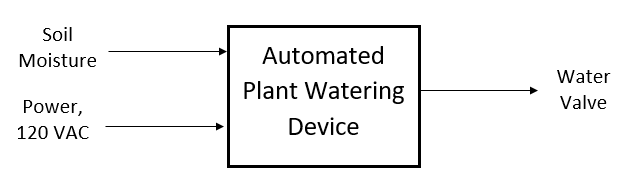 Soil
Moisture
Power,
120 VAC
Automated
Plant Watering
Device
Water
Valve